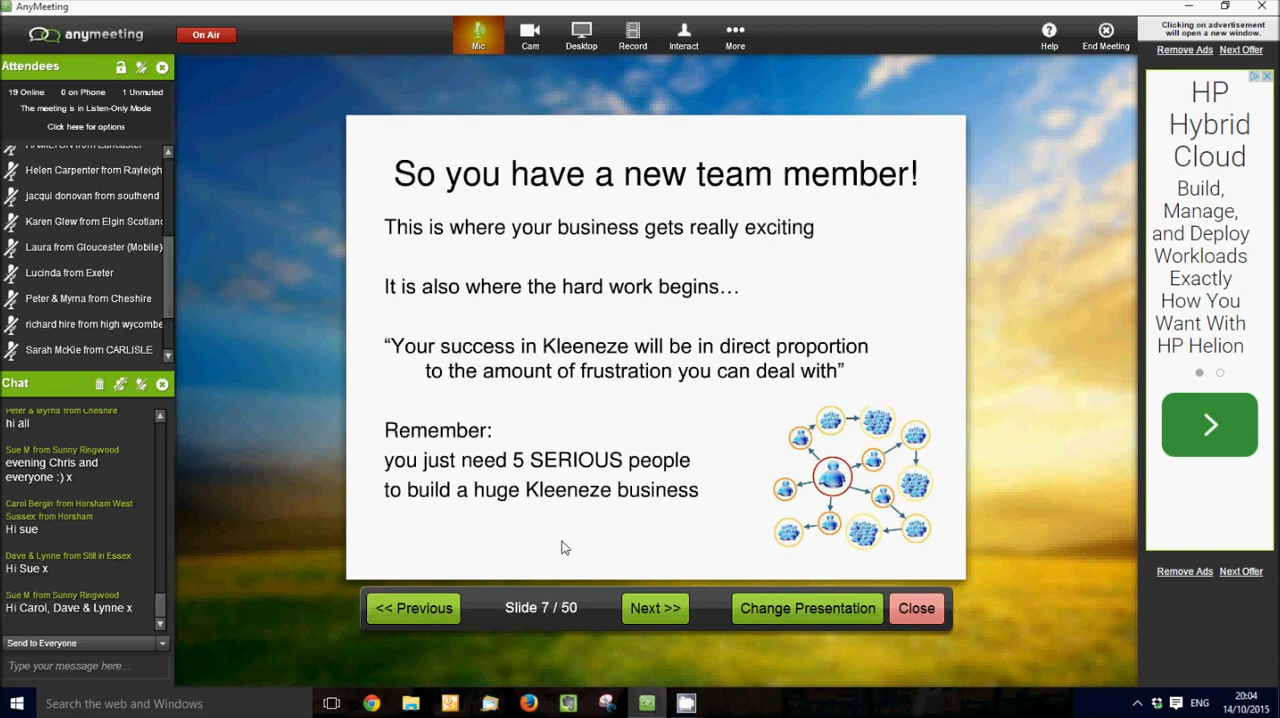 AnyMeeting
anymeeting
On Air
Mic
Cam
Desktop
Record
Interact
More
Help
End Meeting
Clicking on advertisement
will open a new window.
Remove Ads Next Offer
Attendees
19 Online 0 on Phone 1 Unmuted
The meeting is in Listen-Only Mode
Click here for options
Helen Carpenter from Rayleigh
jacqui donovan from southend
Karen Glew from Elgin Scotlan
Laura from Gloucester (Mobile)
Lucinda from Exeter
Peter & Myrna from Cheshire
richard hire from high wycombe
Sarah McKie from CARLISLE
Chat
Peter & Myrna from Cheshire
hi all
Sue M from Sunny Ringwood
evening Chris and
everyone :) x
Carol Bergin from Horsham West
Sussex from Horsham
Hi sue
Dave & Lynne from Still in Essex
Hi Sue x
Sue M from Sunny Ringwood
Hi Carol, Dave & Lynne x
Send to Everyone
Type your message here...
So you have a new team member!
This is where your business gets really exciting
It is also where the hard work begins…
“Your success in Kleeneze will be in direct proportion
to the amount of frustration you can deal with”
Remember:
you just need 5 SERIOUS people
to build a huge Kleeneze business
<< Previous
Slide 7 / 50
Next >>
Change Presentation
Close
HP
Hybrid
Cloud
Build,
Manage,
and Deploy
Workloads
Exactly
How You
Want With
HP Helion
Remove Ads Next Offer
Search the web and Windows
ENG
20:04
14/10/2015